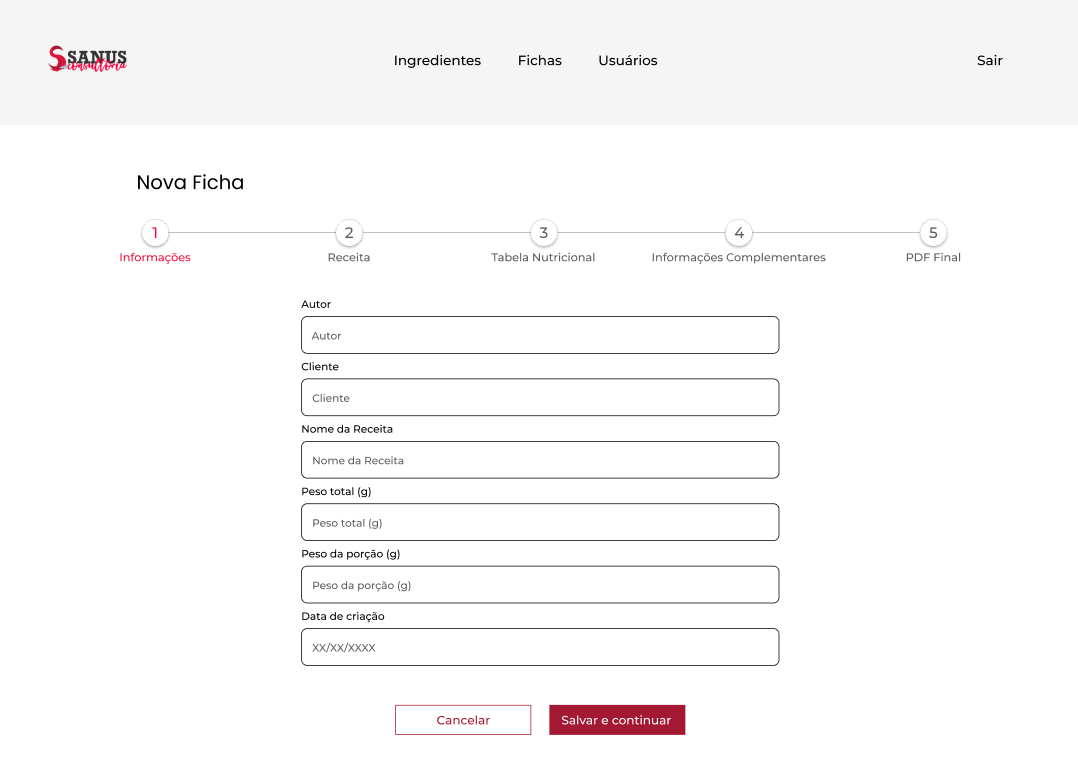 SANUS
consultoria
Ingredientes Fichas Usuários Sair
Nova Ficha
1 2 3 4 5
Informações Receita Tabela Nutricional Informações Complementares PDF Final
Autor
Autor
Cliente
Cliente
Nome da Receita
Nome da Receita
Peso total (g)
Peso total (g)
Peso da porção (g)
Peso da porção (g)
Data de criação
XX/XX/XXXX
Cancelar Salvar e continuar